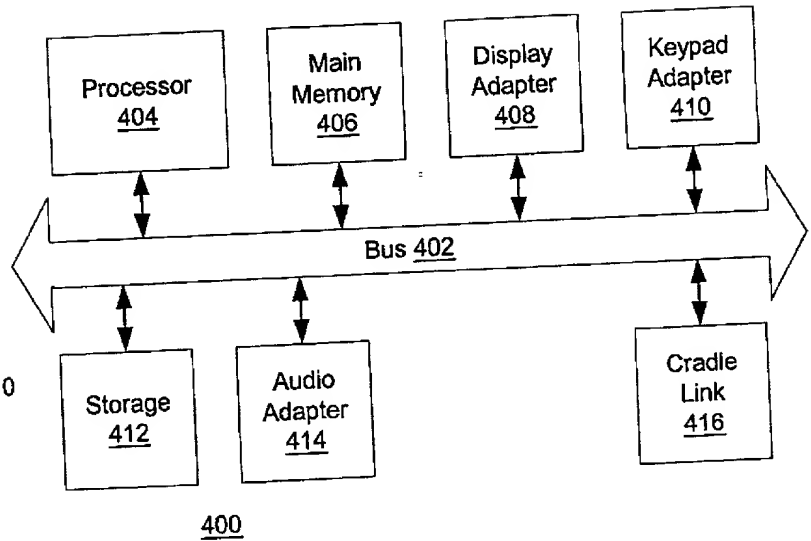 Processor
404
Main
Memory
406
Display
Adapter
408
Keypad
Adapter
410
Bus 402
0
Storage
412
Audio
Adapter
414
Cradle
Link
416
400